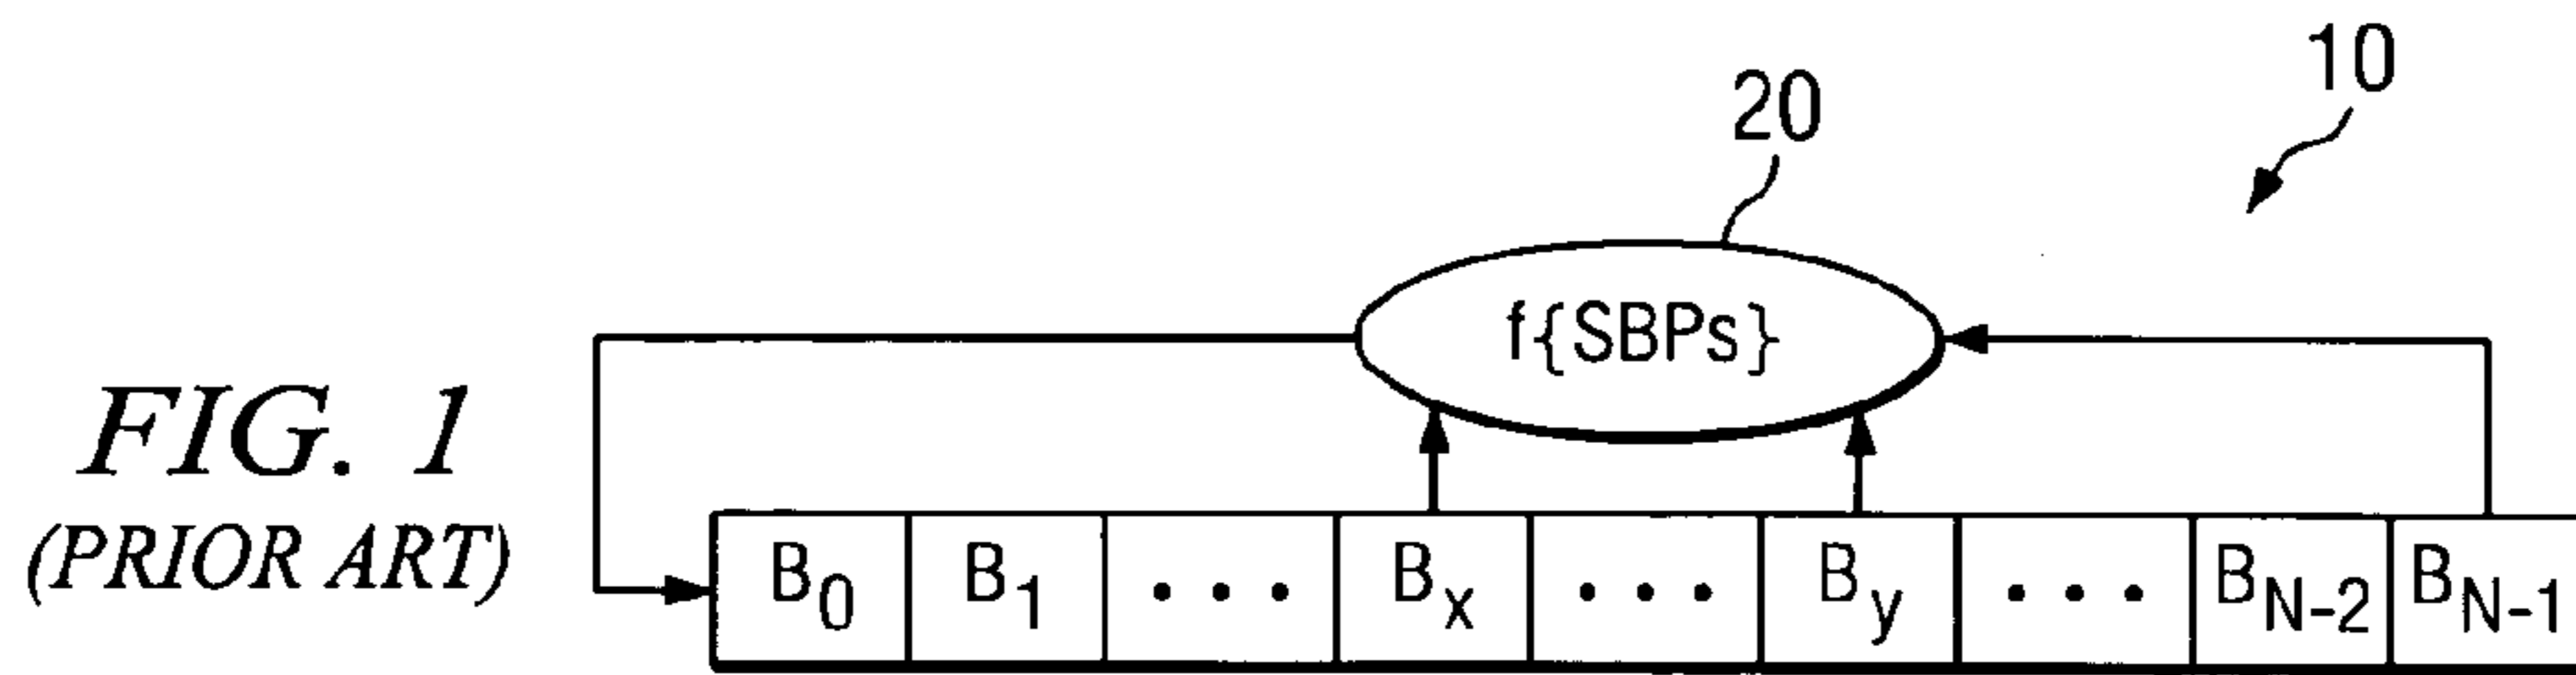 10
20
f{SBPs}
FIG. 1
(PRIOR ART)
B0 B1 • • • Bx • • • By • • • BN-2 BN-1